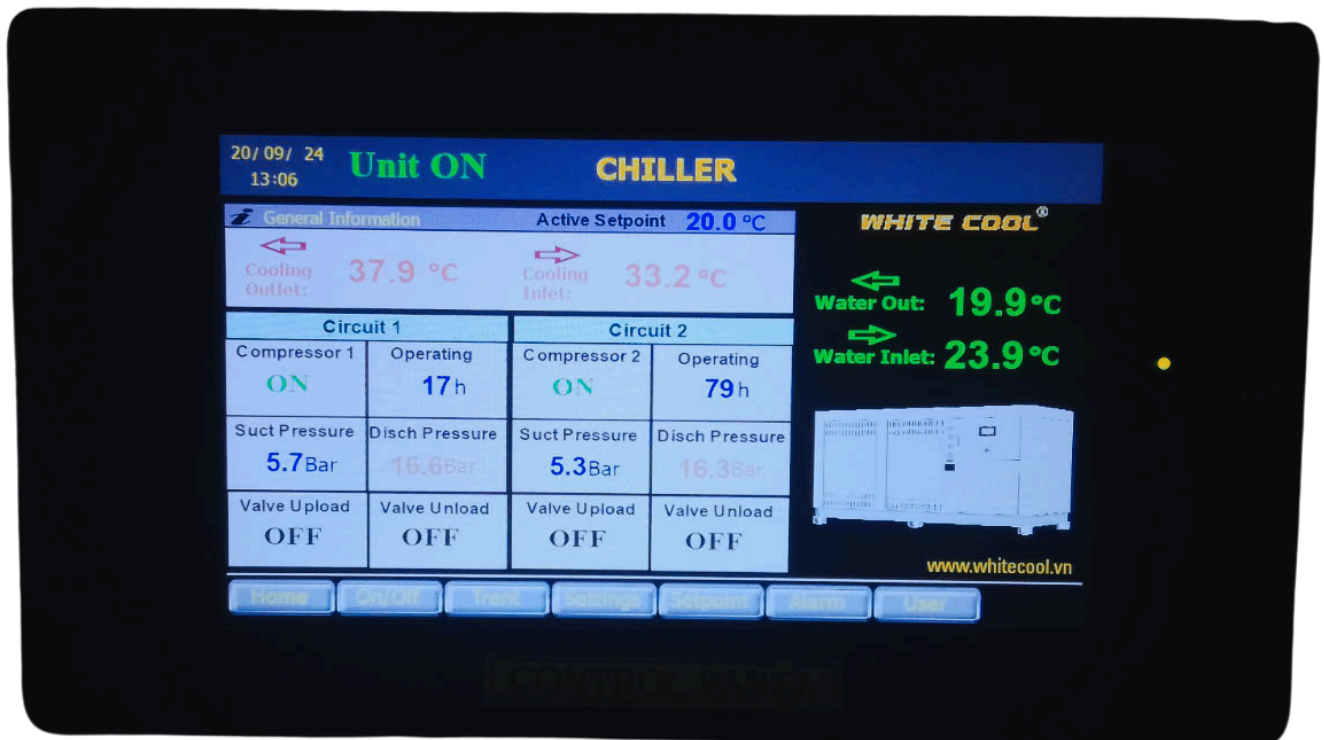 20/09/ 24
13:06
Unit ON
CHILLER
i General Information
Active Setpoint 20.0 °C
WHITE COOL®
Cooling Outlet: 37.9 °C
Cooling Inlet: 33.2 °C
Water Out: 19.9°C
Water Inlet: 23.9°C
Circuit 1
Circuit 2
Compressor 1
Operating
Compressor 2
Operating
ON
17h
ON
79h
Suct Pressure
Disch Pressure
Suct Pressure
Disch Pressure
5.7Bar
16.6Bar
5.3Bar
16.3Bar
Valve Upload
Valve Unload
Valve Upload
Valve Unload
OFF
OFF
OFF
OFF
www.whitecool.vn
Home
On/Off
Trent
Settings
Setpoint
Alarm
User
CONTROL PANEL